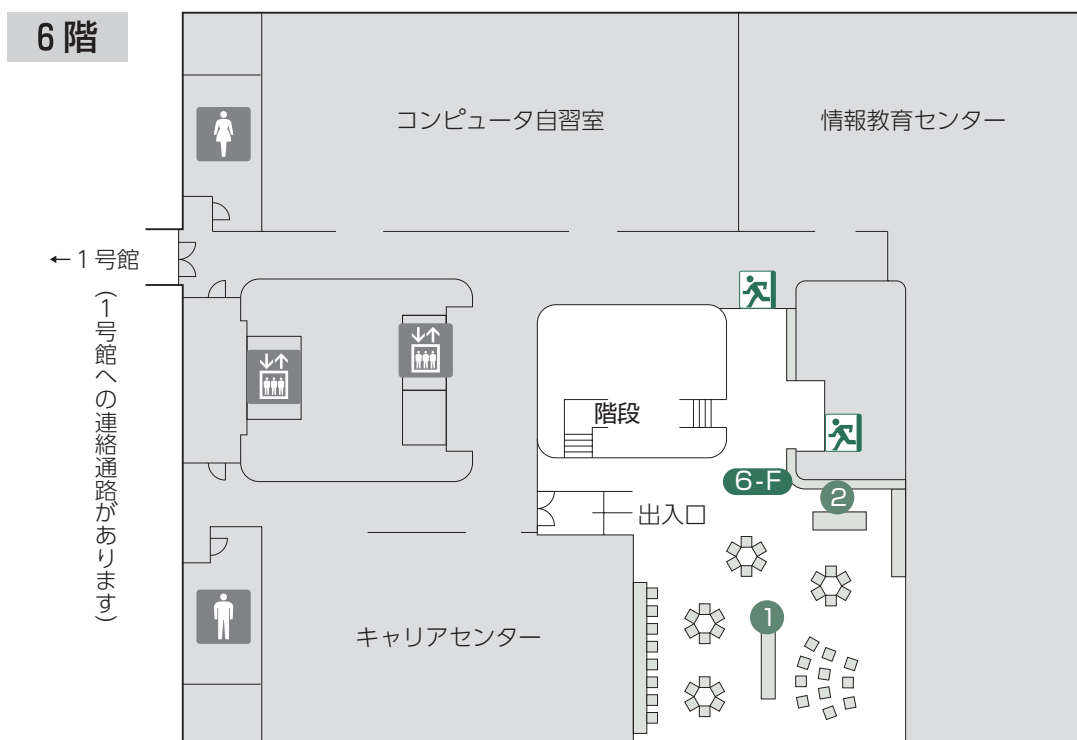 6階
コンピュータ自習室
情報教育センター
←1号館
(1号館への連絡通路があります)
階段
6-F
2
出入口
1
キャリアセンター